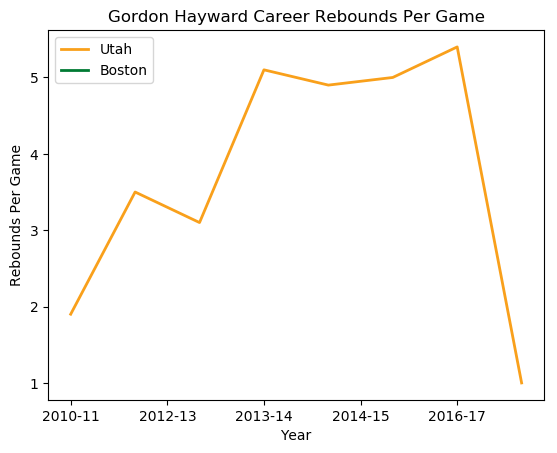 Gordon Hayward Career Rebounds Per Game
Utah
Boston
Rebounds Per Game
5
4
3
2
1
2010-11 2012-13 2013-14 2014-15 2016-17
Year